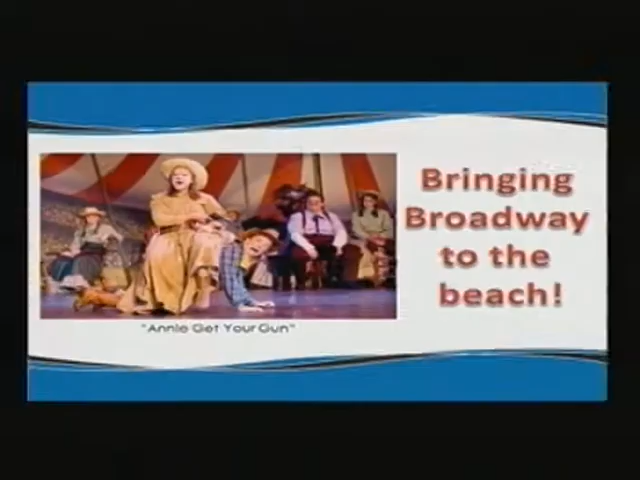 Bringing
Broadway
to the
beach!
"Annie Get Your Gun"